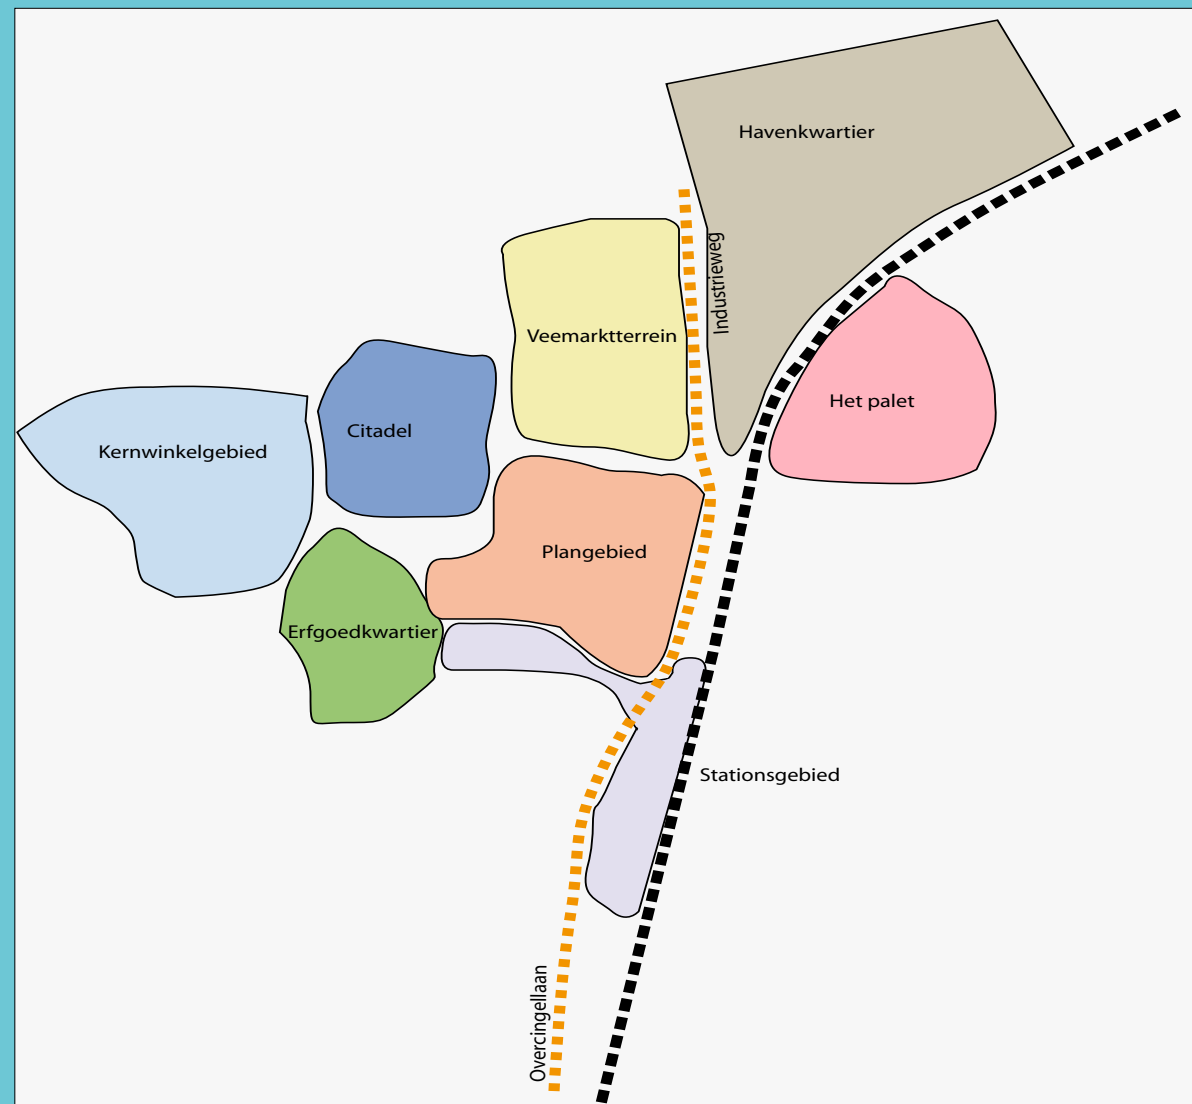 Havenkwartier
Industrieweg
Veemarktterrein
Het palet
Citadel
Kernwinkelgebied
Plangebied
Erfgoedkwartier
Stationsgebied
Overcingellaan